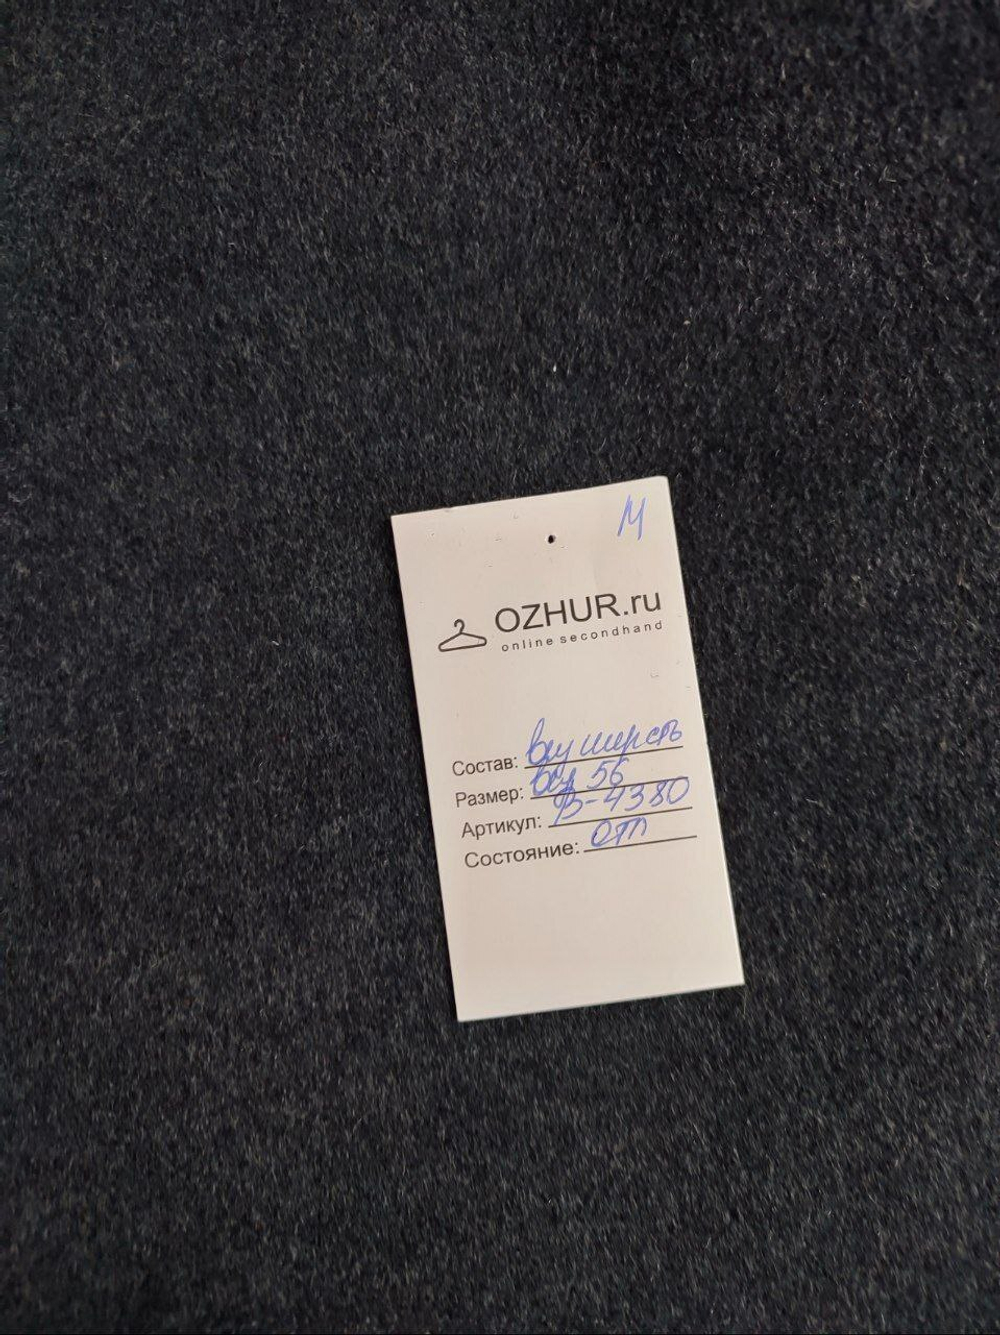 М
OZHUR.ru
online secondhand
Состав: шерсть
Размер: 56
Артикул: В-4380
Состояние: отл